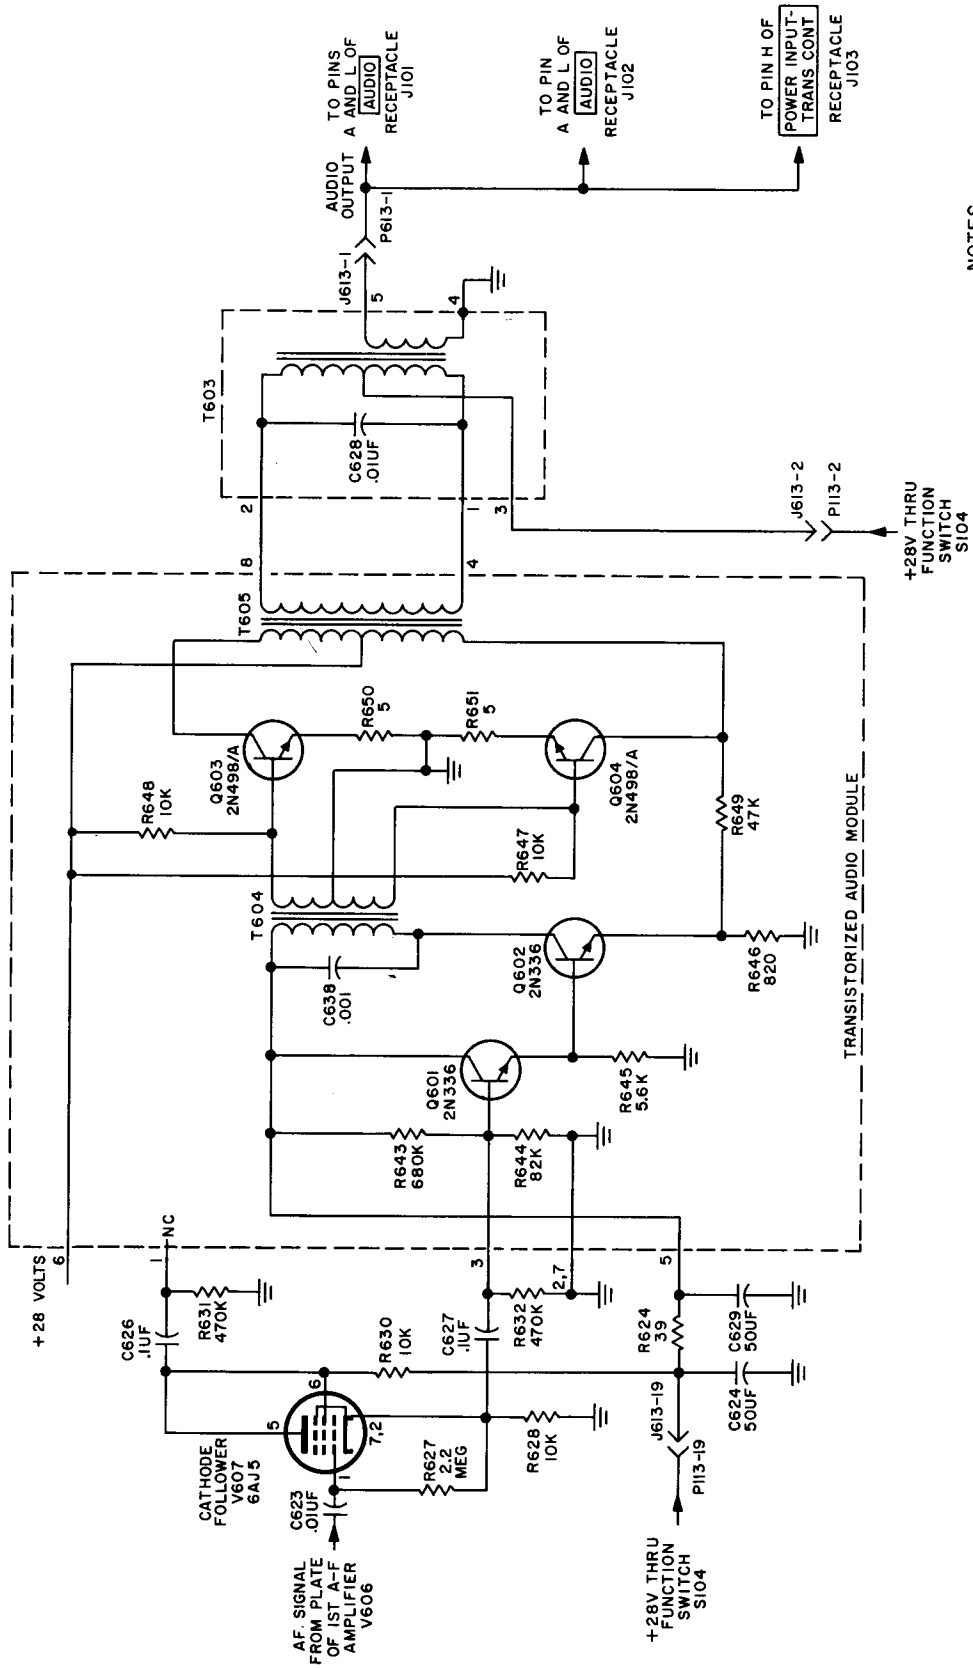 AF. SIGNAL
FROM PLATE
OF 1ST A-F
AMPLIFIER
V606
C623
.01UF
CATHODE
FOLLOWER
V607
6AJ5
5
6
1
7,2
R627
2.2
MEG
R628
10K
R630
10K
C626
.1UF
R631
470K
C627
.1UF
R632
470K
+28V THRU
FUNCTION
SWITCH
S104
P113-19
J613-19
C624
50UF
R624
39
C629
50UF
+28 VOLTS
6
1
NC
3
2,7
5
R643
680K
R644
82K
Q601
2N336
R645
5.6K
C638
.001
T604
Q602
2N336
R646
820
R648
10K
R647
10K
R649
47K
Q603
2N498/A
R650
5
R651
5
Q604
2N498/A
T605
TRANSISTORIZED AUDIO MODULE
8
4
2
1
3
C628
.01UF
T603
J613-2
P113-2
+28V THRU
FUNCTION
SWITCH
S104
J613-1
5
4
P613-1
AUDIO
OUTPUT
TO PINS
A AND L OF
AUDIO
RECEPTACLE
J101
TO PIN
A AND L OF
AUDIO
RECEPTACLE
J102
TO PIN H OF
POWER INPUT-
TRANS CONT
RECEPTACLE
J103